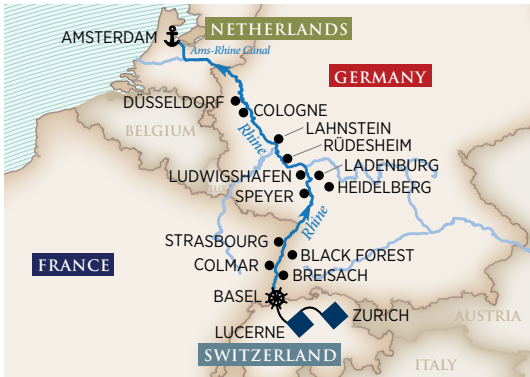 AMSTERDAM
NETHERLANDS
Ams-Rhine Canal
GERMANY
DÜSSELDORF
COLOGNE
BELGIUM
Rhine
LAHNSTEIN
RÜDESHEIM
LUDWIGSHAFEN
LADENBURG
LUX
HEIDELBERG
SPEYER
Rhine
STRASBOURG
BLACK FOREST
FRANCE
COLMAR
BREISACH
BASEL
ZURICH
AUSTRIA
LUCERNE
SWITZERLAND
ITALY